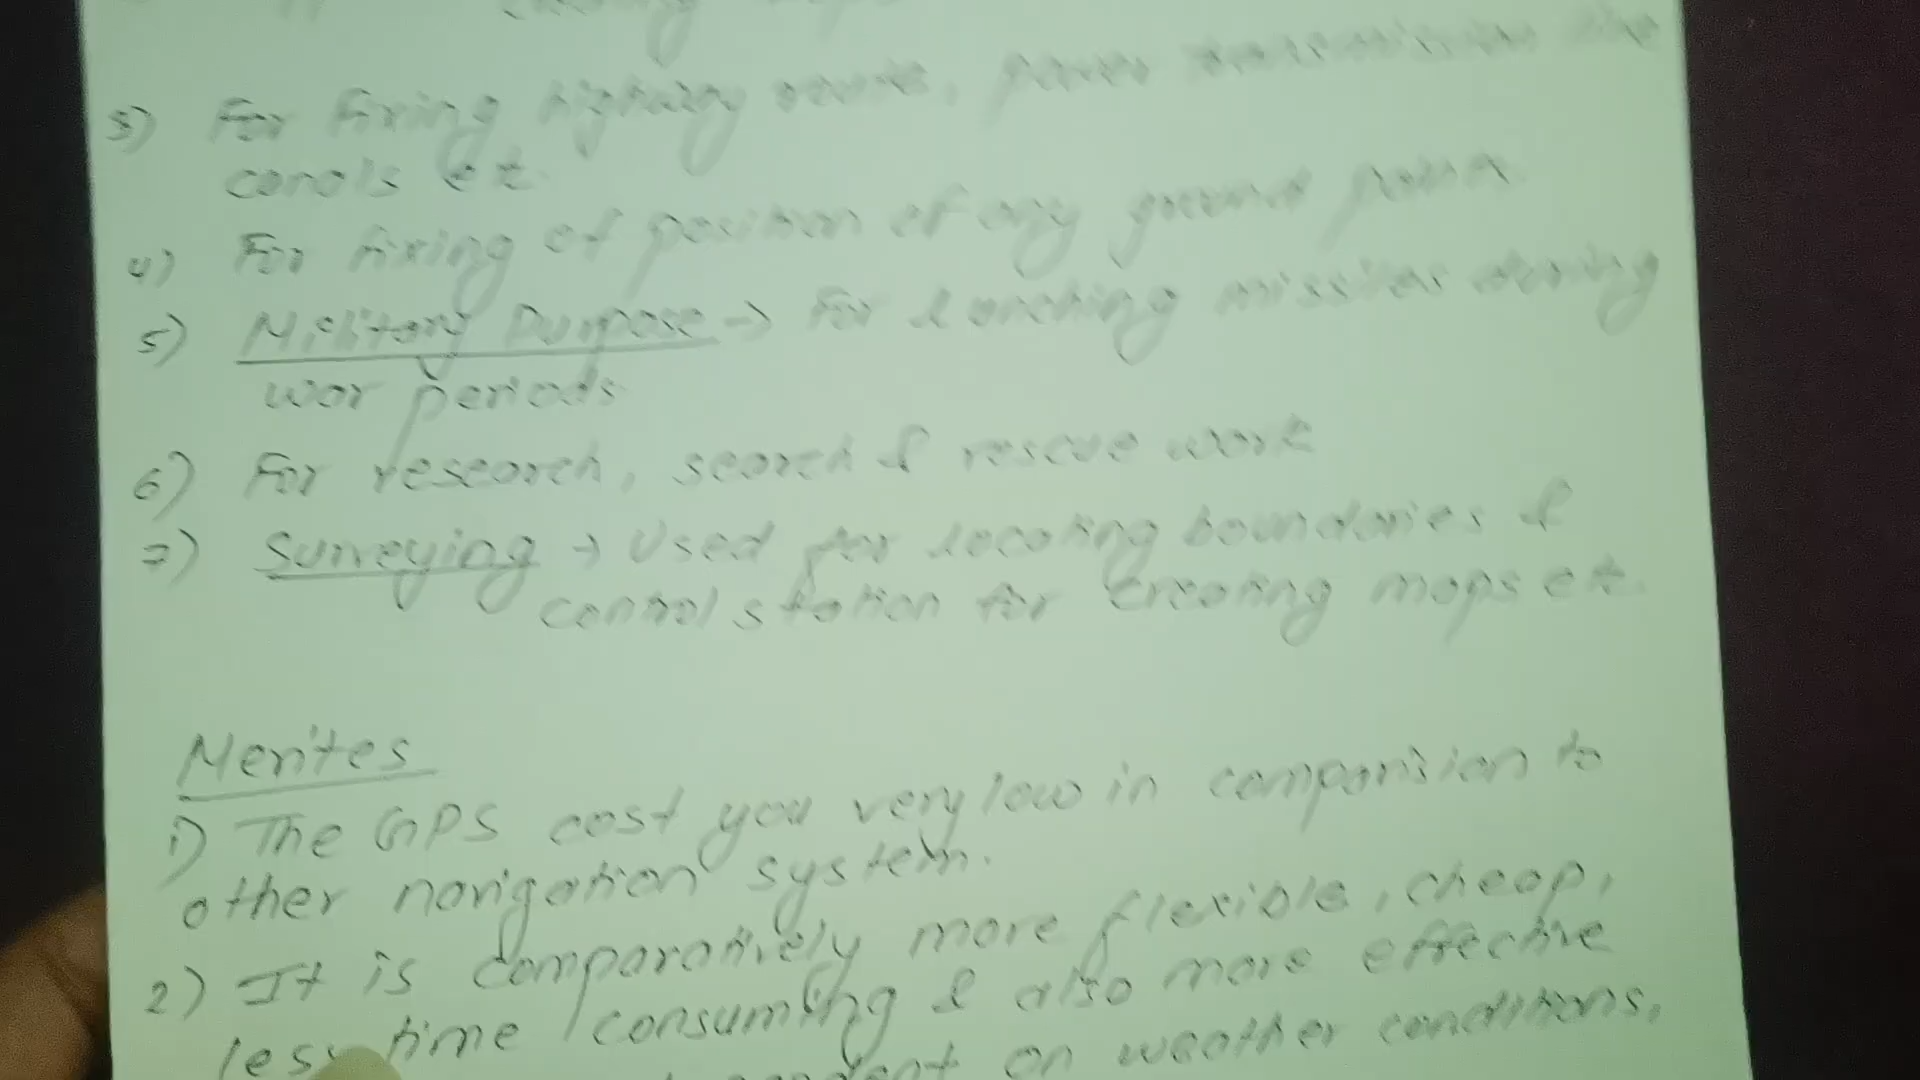 3) For fixing highway route, power transmission line
canals etc.
4) For fixing of position of any ground point.
5) Military Purpose → For lanching missiles during
war periods
6) For research, search & rescue work
7) Surveying → Used for locating boundaries &
control station for creating maps etc.
Merites
1) The GPS cost you very low in comparision to
other navigation system.
2) It is comparatively more flexible, cheap,
less time consuming & also more effective
on weather conditions,